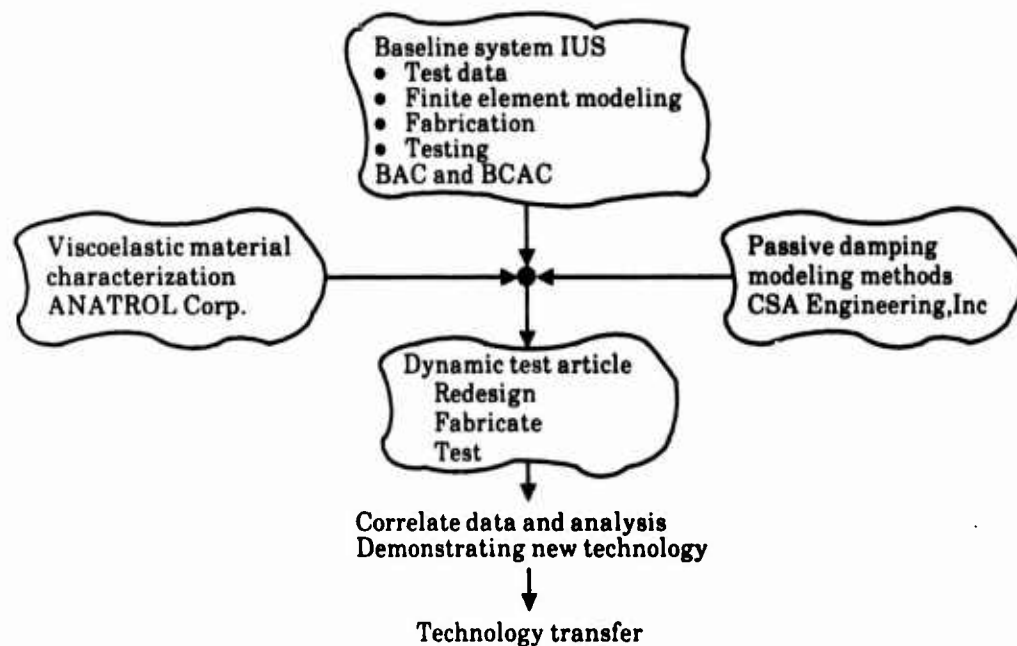 Baseline system IUS
● Test data
● Finite element modeling
● Fabrication
● Testing
BAC and BCAC
Viscoelastic material
characterization
ANATROL Corp.
Passive damping
modeling methods
CSA Engineering,Inc
Dynamic test article
Redesign
Fabricate
Test
Correlate data and analysis
Demonstrating new technology
Technology transfer